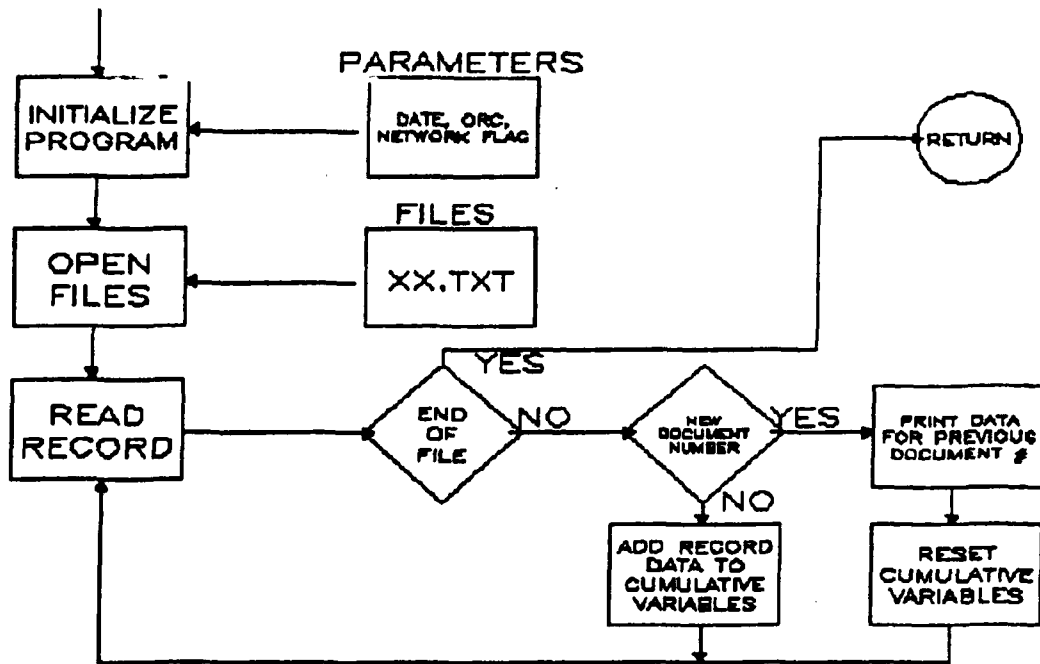 PARAMETERS
INITIALIZE
PROGRAM
DATE, ORC,
NETWORK FLAG
RETURN
FILES
OPEN
FILES
XX.TXT
YES
READ
RECORD
END
OF
FILE
NO
NEW
DOCUMENT
NUMBER
YES
PRINT DATA
FOR PREVIOUS
DOCUMENT #
NO
ADD RECORD
DATA TO
CUMULATIVE
VARIABLES
RESET
CUMULATIVE
VARIABLES